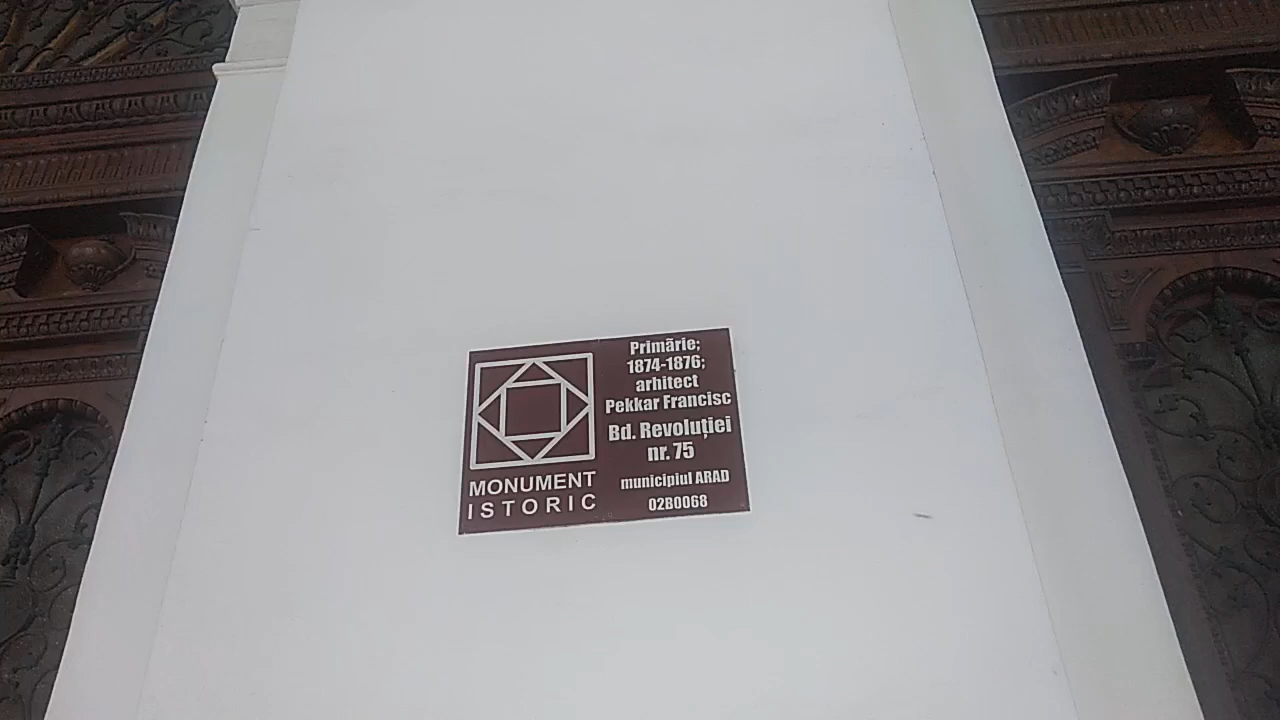 MONUMENT
ISTORIC
Primărie;
1874-1876;
arhitect
Pekkar Francisc
Bd. Revoluției
nr. 75
municipiul ARAD
02B0068